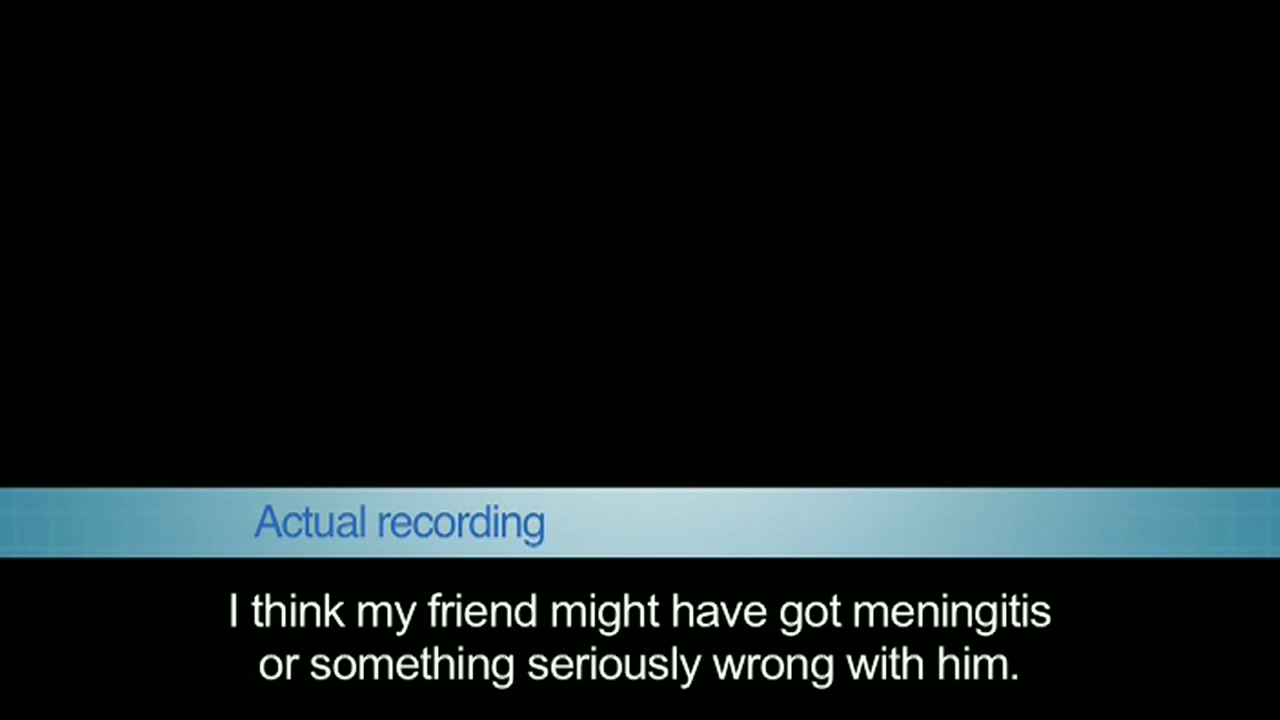 Actual recording
I think my friend might have got meningitis
or something seriously wrong with him.